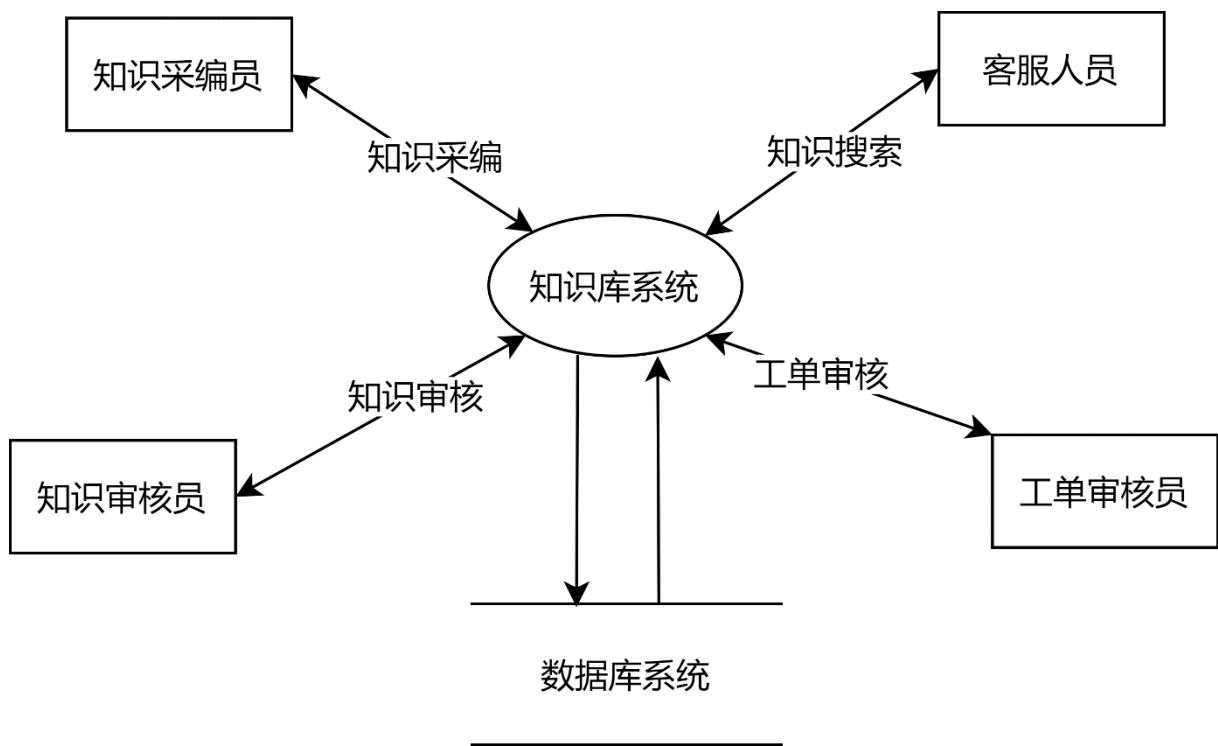 知识采编员
客服人员
知识采编
知识搜索
知识库系统
知识审核
工单审核
知识审核员
工单审核员
数据库系统